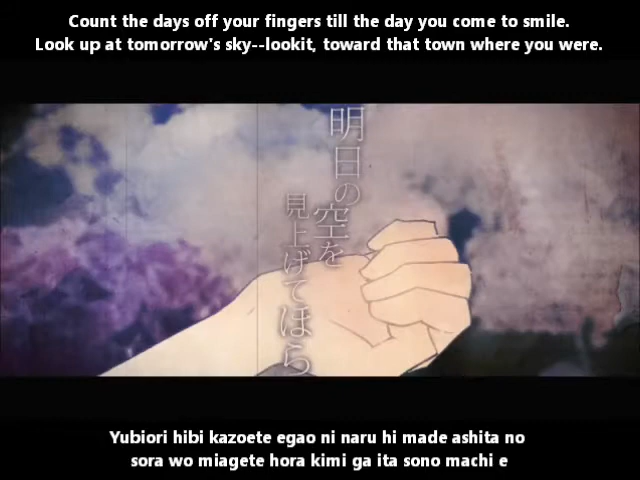 Count the days off your fingers till the day you come to smile.
Look up at tomorrow's sky--lookit, toward that town where you were.
明日の空を
見上げてほら
Yubiori hibi kazoete egao ni naru hi made ashita no
sora wo miagete hora kimi ga ita sono machi e